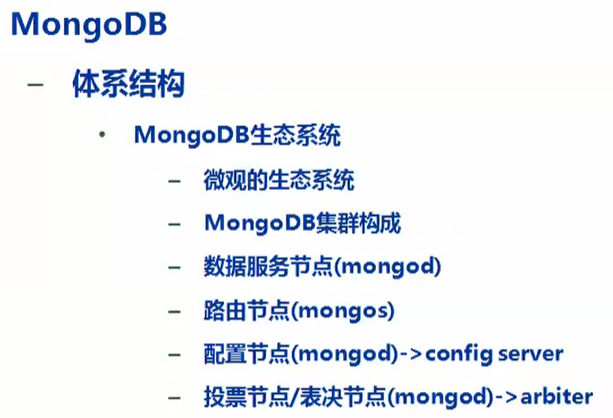 MongoDB
– 体系结构
• MongoDB生态系统
– 微观的生态系统
– MongoDB集群构成
– 数据服务节点(mongod)
– 路由节点(mongos)
– 配置节点(mongod)->config server
– 投票节点/表决节点(mongod)->arbiter